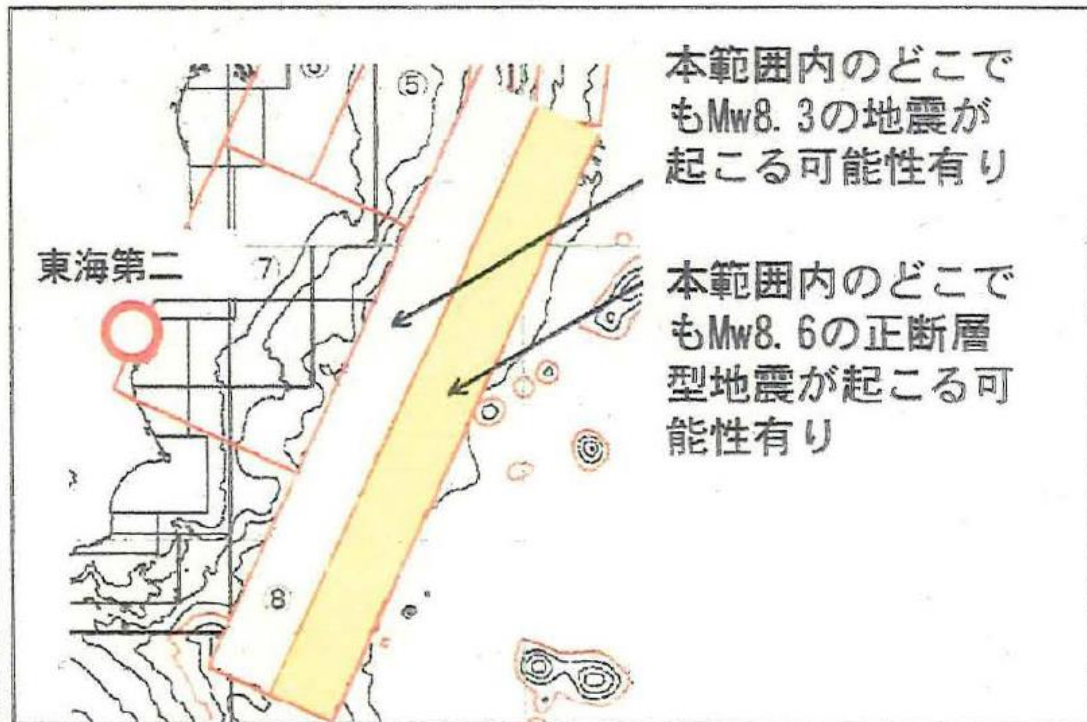 本範囲内のどこで
もMw8.3の地震が
起こる可能性有り
⑤
東海第二
⑦
本範囲内のどこで
もMw8.6の正断層
型地震が起こる可
能性有り
⑧